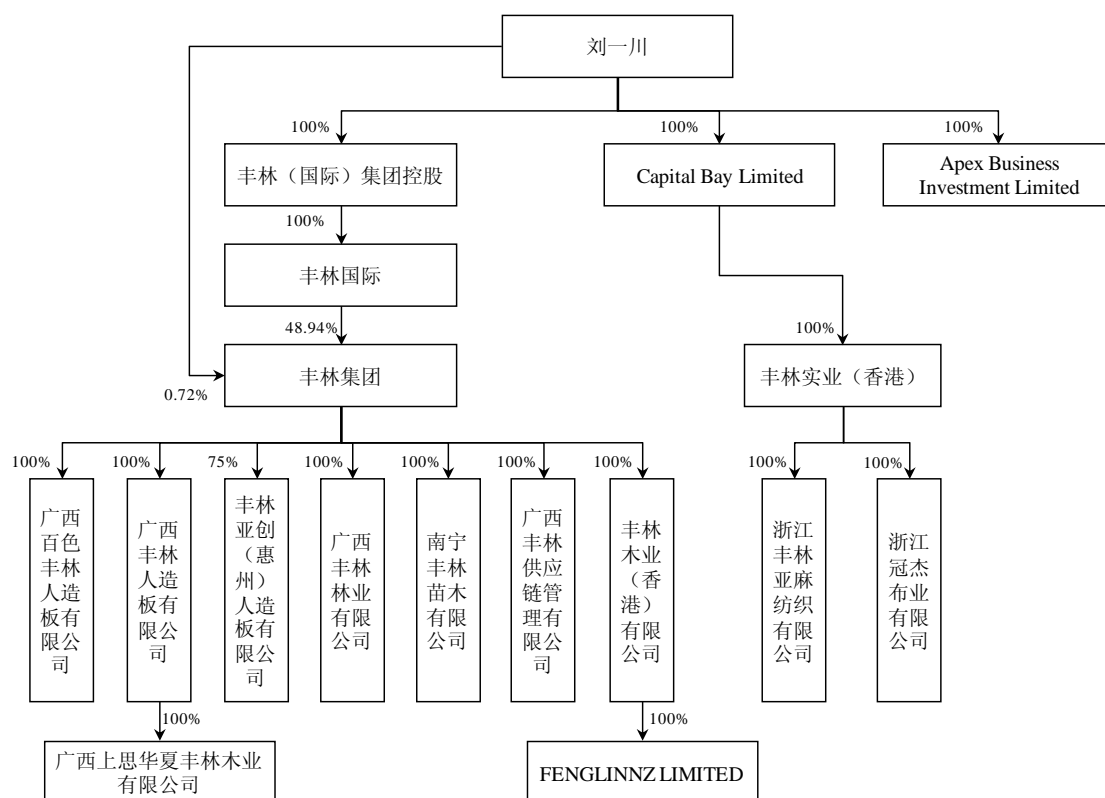 刘一川
100%
100%
100%
丰林（国际）集团控股
Capital Bay Limited
Apex Business
Investment Limited
100%
丰林国际
48.94%
100%
丰林集团
丰林实业（香港）
0.72%
100%
100%
75%
100%
100%
100%
100%
100%
100%
广西
百色
丰林
人造
板有
限公
司
广西
丰林
人造
板有
限公
司
丰林
亚创
（惠
州）
人造
板有
限公
司
广西
丰林
林业
有限
公司
南宁
丰林
苗木
有限
公司
广西
丰林
供应
链管
理有
限公
司
丰林
木业
（香
港）
有限
公司
浙江
丰林
亚麻
纺织
有限
公司
浙江
冠杰
布业
有限
公司
100%
100%
广西上思华夏丰林木业
有限公司
FENGLINNZ LIMITED